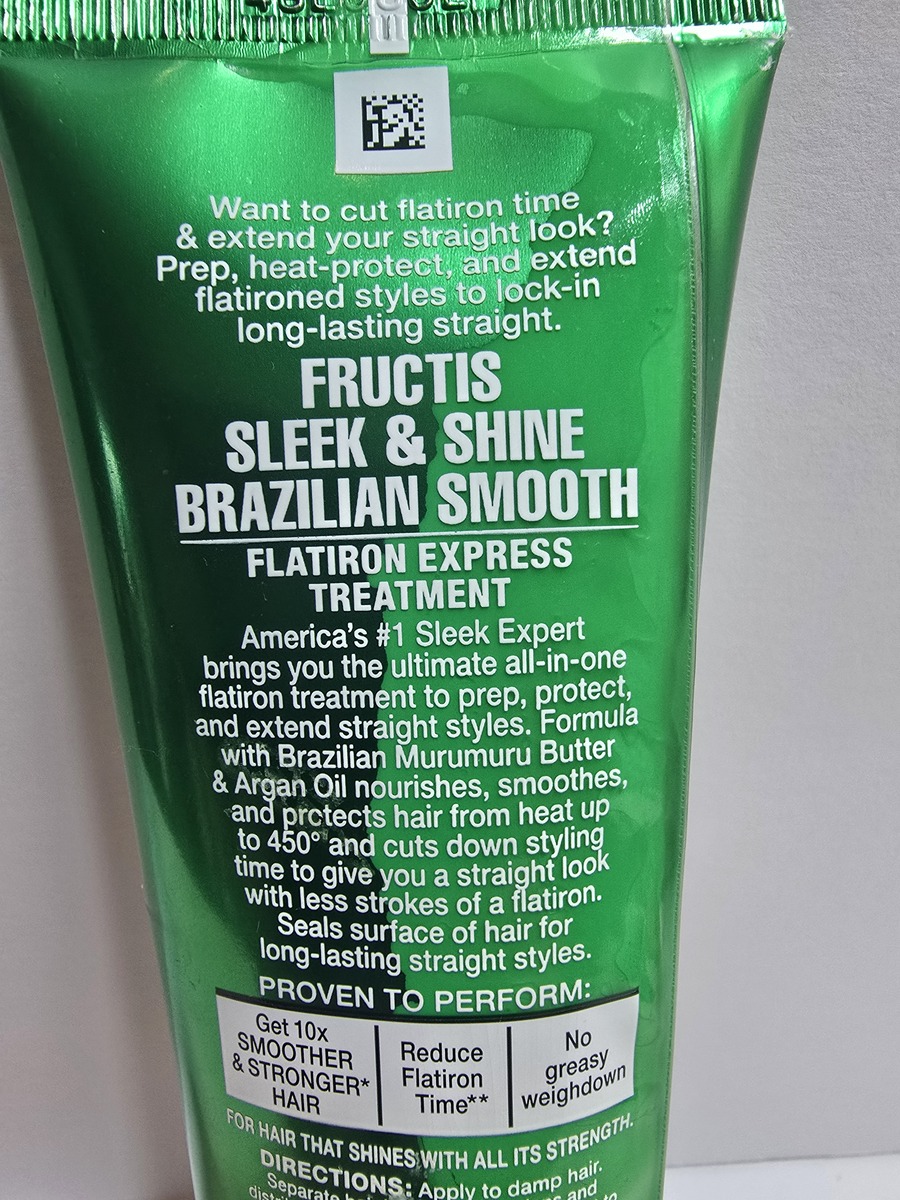 Want to cut flatiron time
& extend your straight look?
Prep, heat-protect, and extend
flatironed styles to lock-in
long-lasting straight.
FRUCTIS
SLEEK & SHINE
BRAZILIAN SMOOTH
FLATIRON EXPRESS
TREATMENT
America's #1 Sleek Expert
brings you the ultimate all-in-one
flatiron treatment to prep, protect,
and extend straight styles. Formula
with Brazilian Murumuru Butter
& Argan Oil nourishes, smoothes,
and protects hair from heat up
to 450° and cuts down styling
time to give you a straight look
with less strokes of a flatiron.
Seals surface of hair for
long-lasting straight styles.
PROVEN TO PERFORM:
Get 10x
SMOOTHER
& STRONGER*
HAIR
Reduce
Flatiron
Time**
No
greasy
weighdown
FOR HAIR THAT SHINES WITH ALL ITS STRENGTH.
DIRECTIONS: Apply to damp hair.
Separate and
to